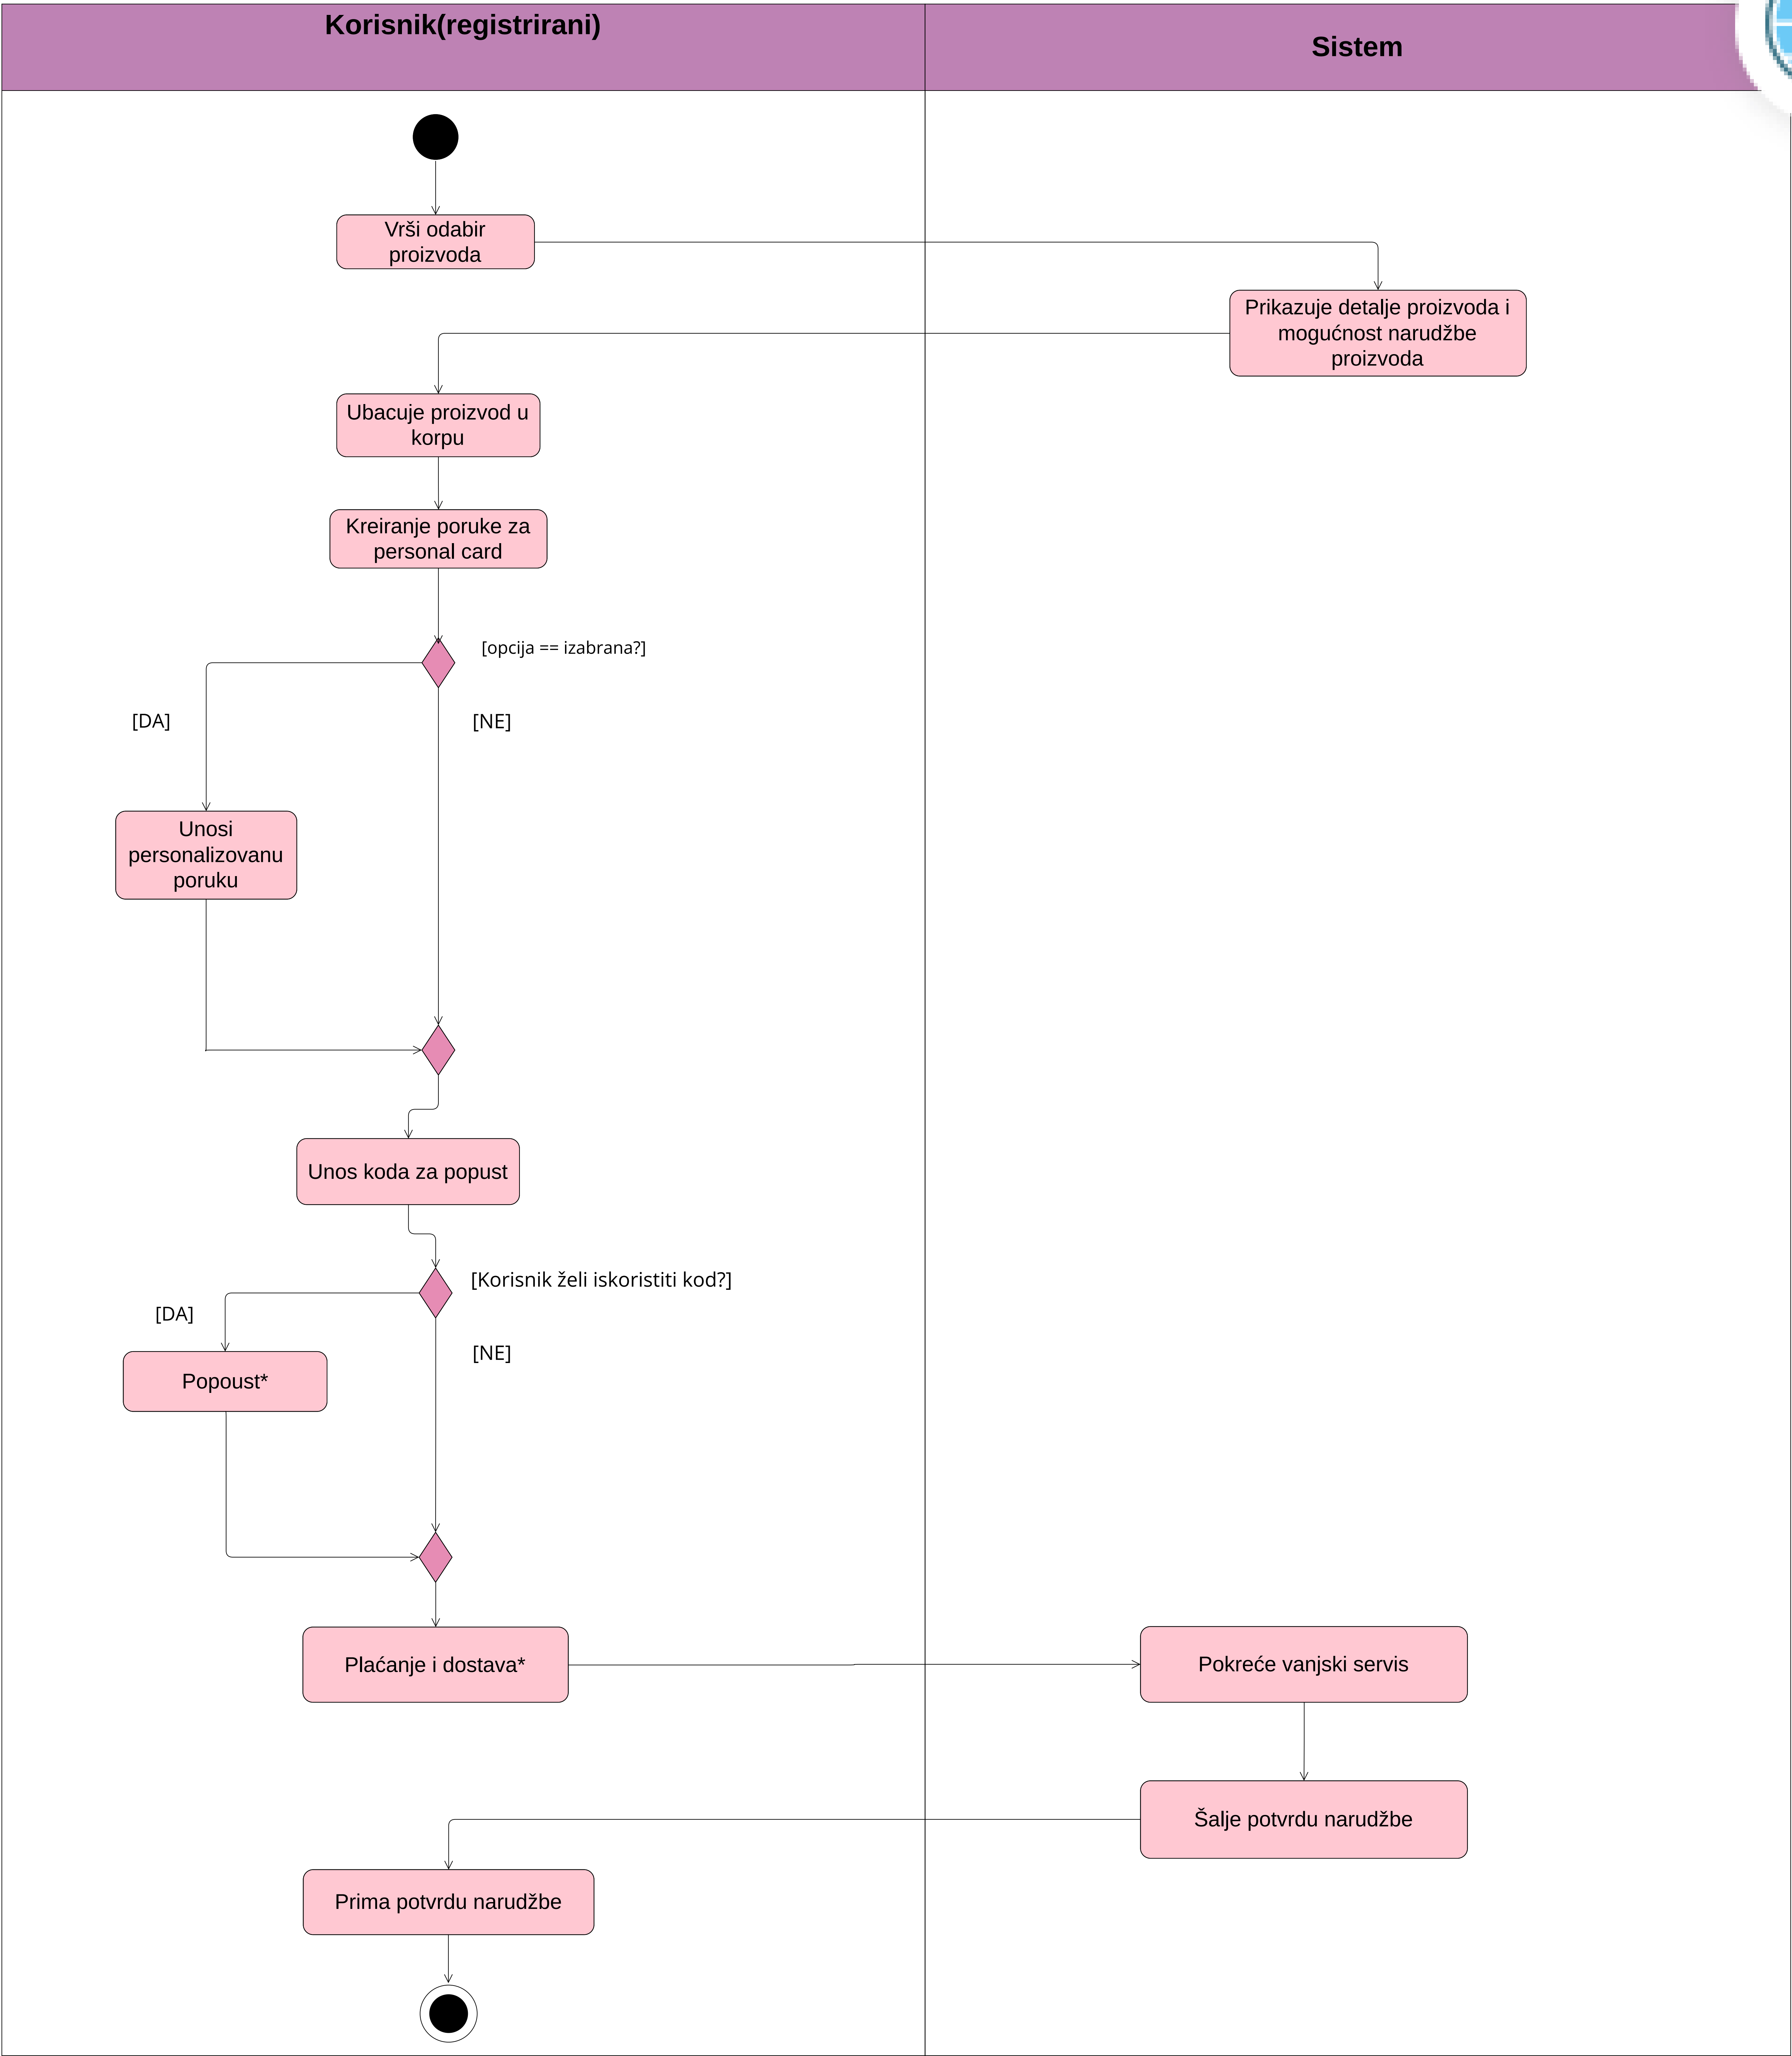 Korisnik(registrirani)
Sistem
Vrši odabir
proizvoda
Prikazuje detalje proizvoda i
mogućnost narudžbe
proizvoda
Ubacuje proizvod u
korpu
Kreiranje poruke za
personal card
[opcija == izabrana?]
[DA]
[NE]
Unosi
personalizovanu
poruku
Unos koda za popust
[Korisnik želi iskoristiti kod?]
[DA]
[NE]
Popoust*
Plaćanje i dostava*
Pokreće vanjski servis
Šalje potvrdu narudžbe
Prima potvrdu narudžbe